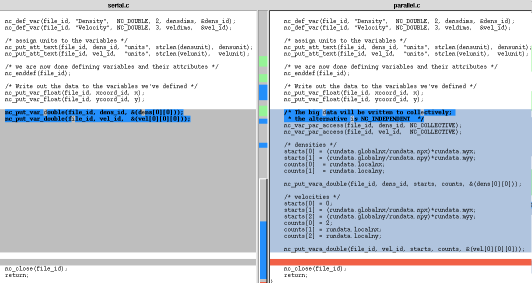 serial.c
nc_def_var(file_id, "Density", NC_DOUBLE, 2, densdims, &dens_id);
nc_def_var(file_id, "Velocity", NC_DOUBLE, 3, veldims, &vel_id);
/* assign units to the variables */
nc_put_att_text(file_id, dens_id, "units", strlen(densunit),
nc_put_att_text(file_id, vel_id, "units", strlen(velunit),
/* we are now done defining variables and their attributes */
nc_enddef(file_id);
/* Write out the data to the variables we've defined */
nc_put_var_float(file_id, xcoord_id, x);
nc_put_var_float(file_id, ycoord_id, y);
nc_put_var_double(file_id, dens_id, &(dens[0][0]));
nc_put_var_double(file_id, vel_id, &(vel[0][0][0]));
nc_close(file_id);
return;
parallel.c
nc_def_var(file_id, "Density", NC_DOUBLE, 2, densdims, &dens_id);
nc_def_var(file_id, "Velocity", NC_DOUBLE, 3, veldims, &vel_id);
/* assign units to the variables */
nc_put_att_text(file_id, dens_id, "units", strlen(densunit), densunit);
nc_put_att_text(file_id, vel_id, "units", strlen(velunit), velunit);
/* we are now done defining variables and their attributes */
nc_enddef(file_id);
/* Write out the data to the variables we've defined */
nc_put_var_float(file_id, xcoord_id, x);
nc_put_var_float(file_id, ycoord_id, y);
/* The big data will be written to collectively;
* the alternative is NC_INDEPENDENT */
nc_var_par_access(file_id, dens_id, NC_COLLECTIVE);
nc_var_par_access(file_id, vel_id, NC_COLLECTIVE);
/* densities */
starts[0] = (rundata.globalnx/rundata.npx)*rundata.myx;
starts[1] = (rundata.globalny/rundata.npy)*rundata.myy;
counts[0] = rundata.localnx;
counts[1] = rundata.localny;
nc_put_vara_double(file_id, dens_id, starts, counts, &(dens[0][0]));
/* velocities */
starts[0] = 0;
starts[1] = (rundata.globalnx/rundata.npx)*rundata.myx;
starts[2] = (rundata.globalny/rundata.npy)*rundata.myy;
counts[0] = 2;
counts[1] = rundata.localnx;
counts[2] = rundata.localny;
nc_put_vara_double(file_id, vel_id, starts, counts, &(vel[0][0][0]));
nc_close(file_id);
return;
}